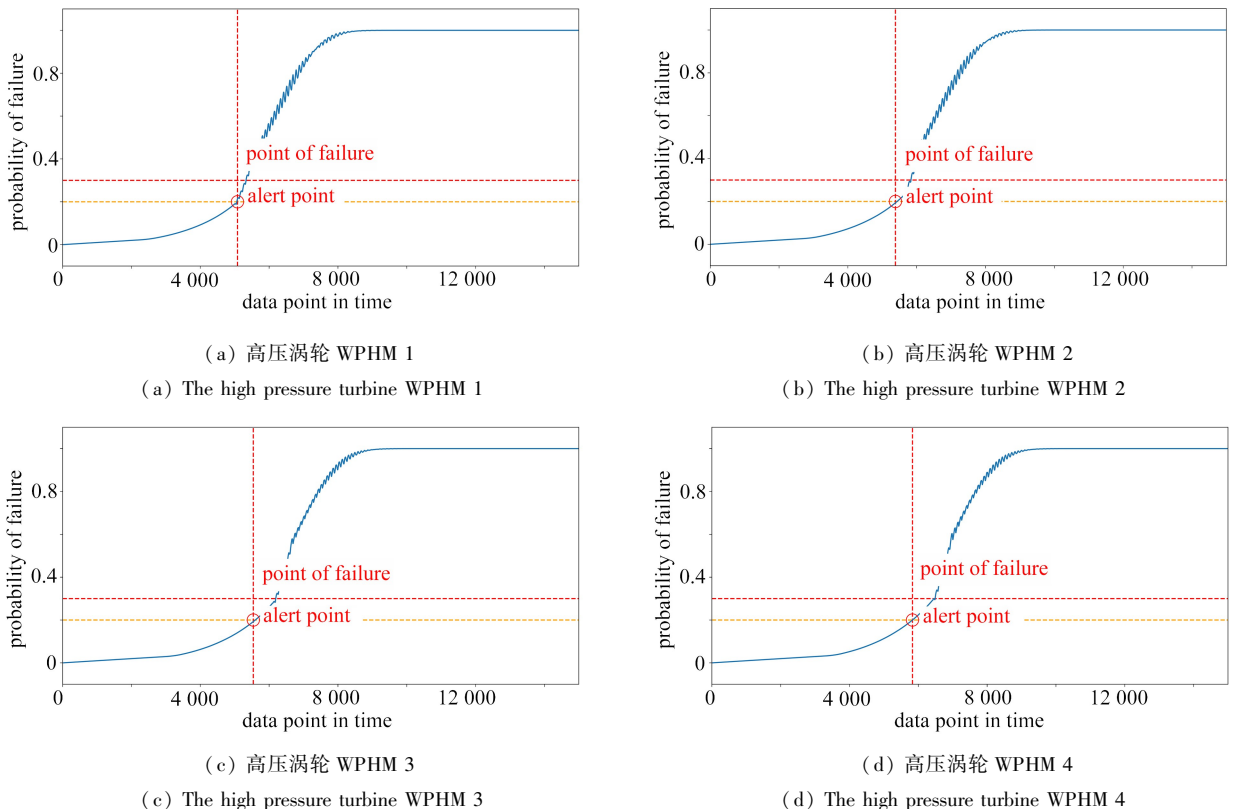 probability of failure
0.8
0.4
0
point of failure
alert point
0 4 000 8 000 12 000
data point in time
(a) 高压涡轮 WPHM 1
(a) The high pressure turbine WPHM 1
probability of failure
0.8
0.4
0
point of failure
alert point
0 4 000 8 000 12 000
data point in time
(b) 高压涡轮 WPHM 2
(b) The high pressure turbine WPHM 2
probability of failure
0.8
0.4
0
point of failure
alert point
0 4 000 8 000 12 000
data point in time
(c) 高压涡轮 WPHM 3
(c) The high pressure turbine WPHM 3
probability of failure
0.8
0.4
0
point of failure
alert point
0 4 000 8 000 12 000
data point in time
(d) 高压涡轮 WPHM 4
(d) The high pressure turbine WPHM 4